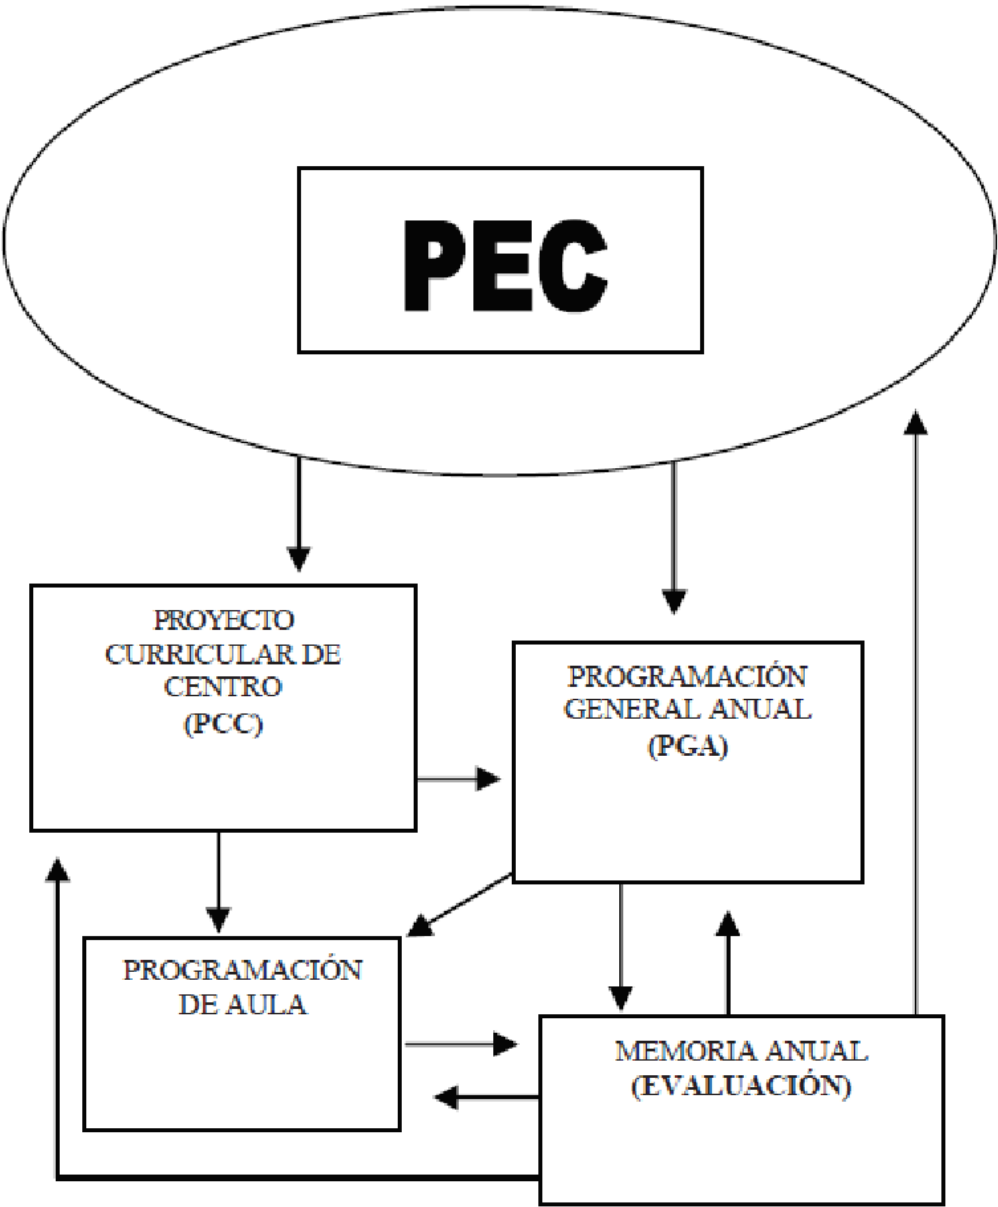 PEC
PROYECTO
CURRICULAR DE
CENTRO
(PCC)
PROGRAMACIÓN
GENERAL ANUAL
(PGA)
PROGRAMACIÓN
DE AULA
MEMORIA ANUAL
(EVALUACIÓN)